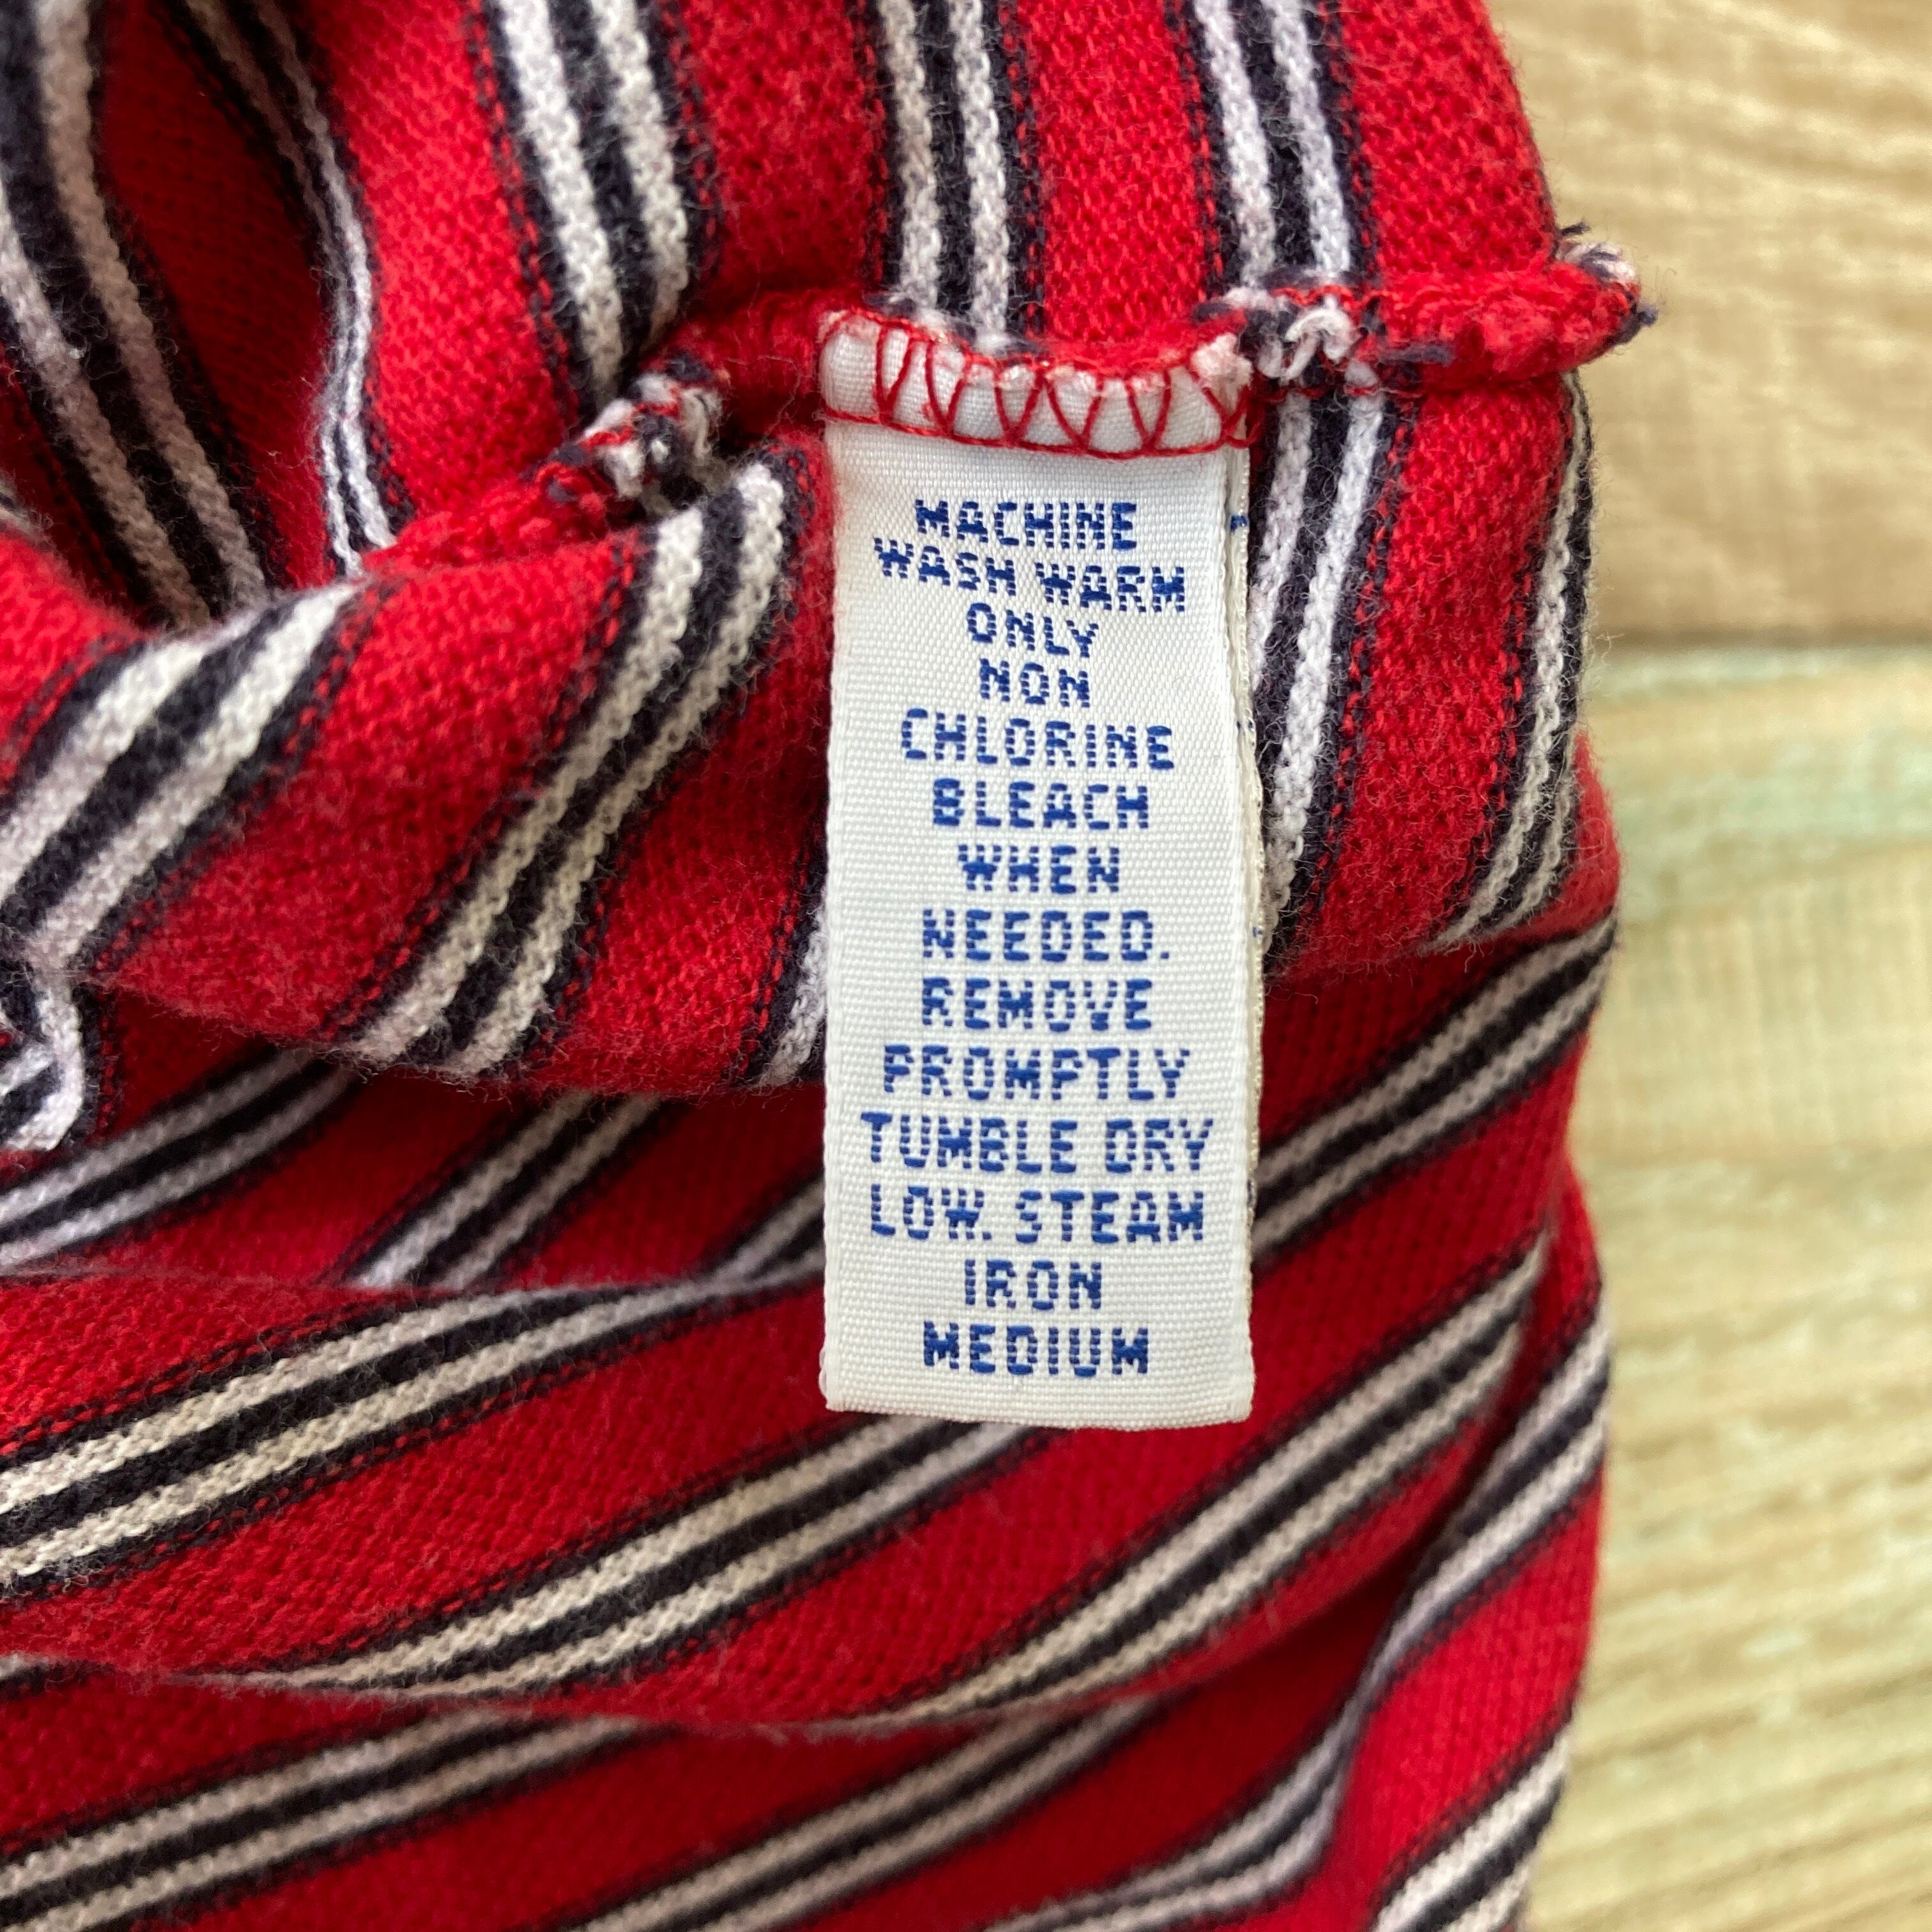 MACHINE
WASH WARM
ONLY
NON
CHLORINE
BLEACH
WHEN
NEEDED.
REMOVE
PROMPTLY
TUMBLE DRY
LOW. STEAM
IRON
MEDIUM